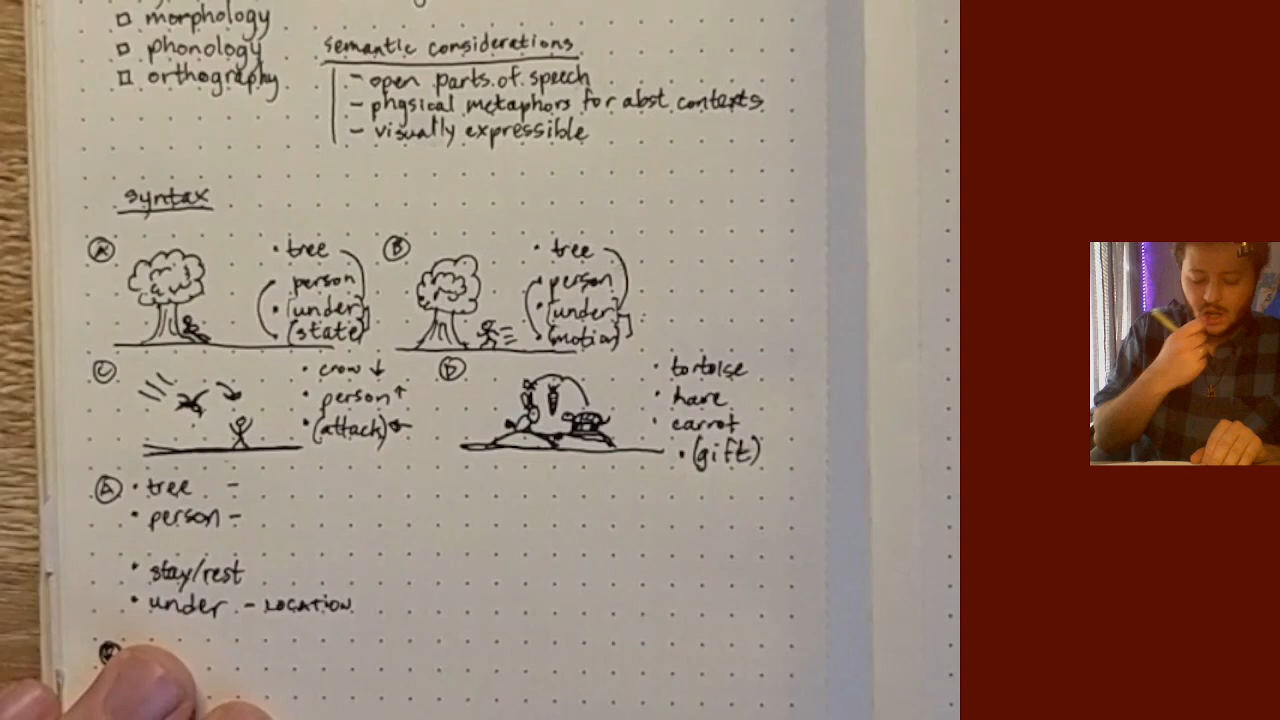 □ morphology
□ phonology
□ orthography
semantic considerations
- open parts of speech
- physical metaphors for abst. contexts
- visually expressible
syntax
A
• tree
person
• (under)
(state)
B
• tree
• person
• (under)
(motion)
C
• crow ↓
• person ↑
• (attack)
D
• tortoise
• hare
• carrot
• (gift)
A • tree -
• person -
• stay/rest
• under - LOCATION